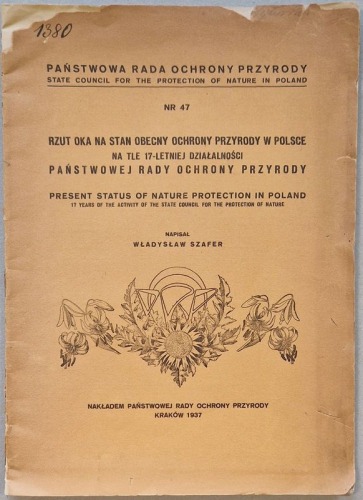 1380
PAŃSTWOWA RADA OCHRONY PRZYRODY
STATE COUNCIL FOR THE PROTECTION OF NATURE IN POLAND
NR 47
RZUT OKA NA STAN OBECNY OCHRONY PRZYRODY W POLSCE
NA TLE 17-LETNIEJ DZIAŁALNOŚCI
PAŃSTWOWEJ RADY OCHRONY PRZYRODY
PRESENT STATUS OF NATURE PROTECTION IN POLAND
17 YEARS OF THE ACTIVITY OF THE STATE COUNCIL FOR THE PROTECTION OF NATURE
NAPISAŁ
WŁADYSŁAW SZAFER
NAKŁADEM PAŃSTWOWEJ RADY OCHRONY PRZYRODY
KRAKÓW 1937